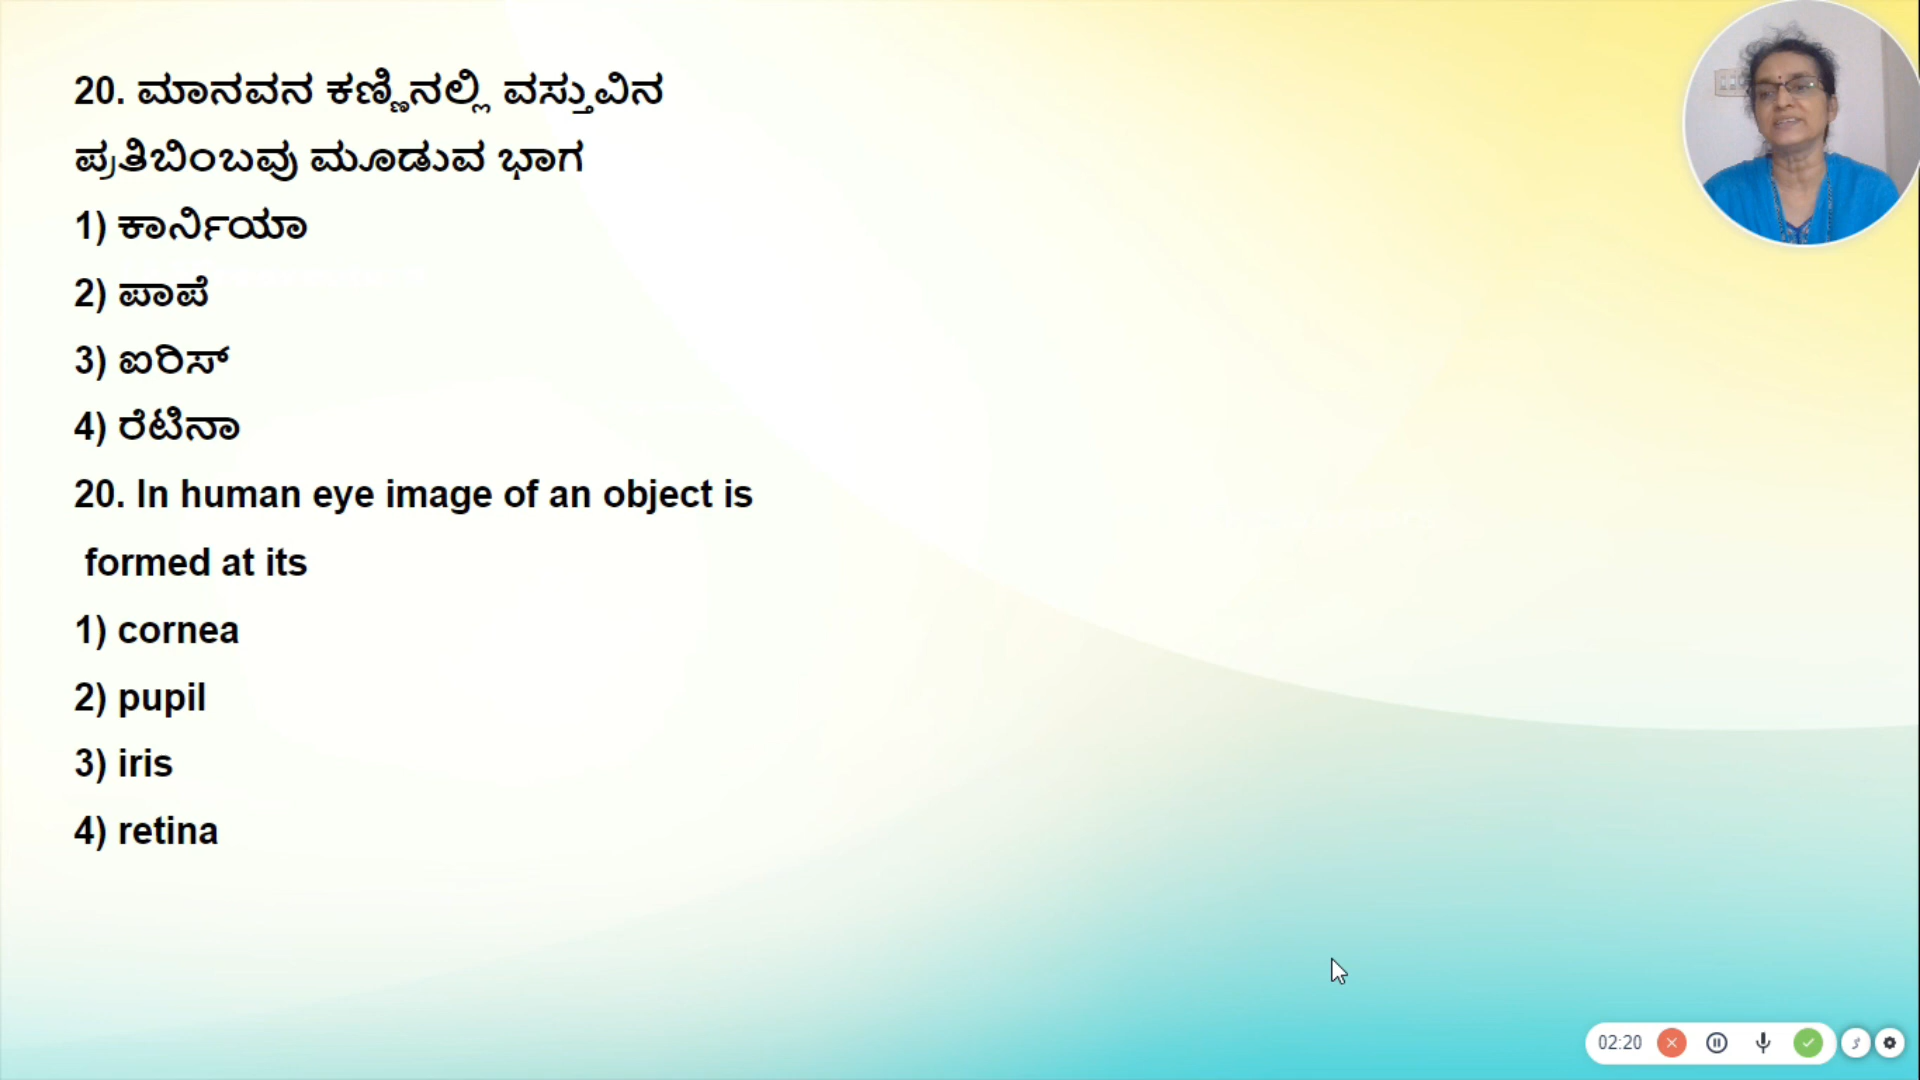 20. ಮಾನವನ ಕಣ್ಣಿನಲ್ಲಿ ವಸ್ತುವಿನ
ಪ್ರತಿಬಿಂಬವು ಮೂಡುವ ಭಾಗ
1) ಕಾರ್ನಿಯಾ
2) ಪಾಪೆ
3) ಐರಿಸ್
4) ರೆಟಿನಾ
20. In human eye image of an object is
formed at its
1) cornea
2) pupil
3) iris
4) retina
02:20